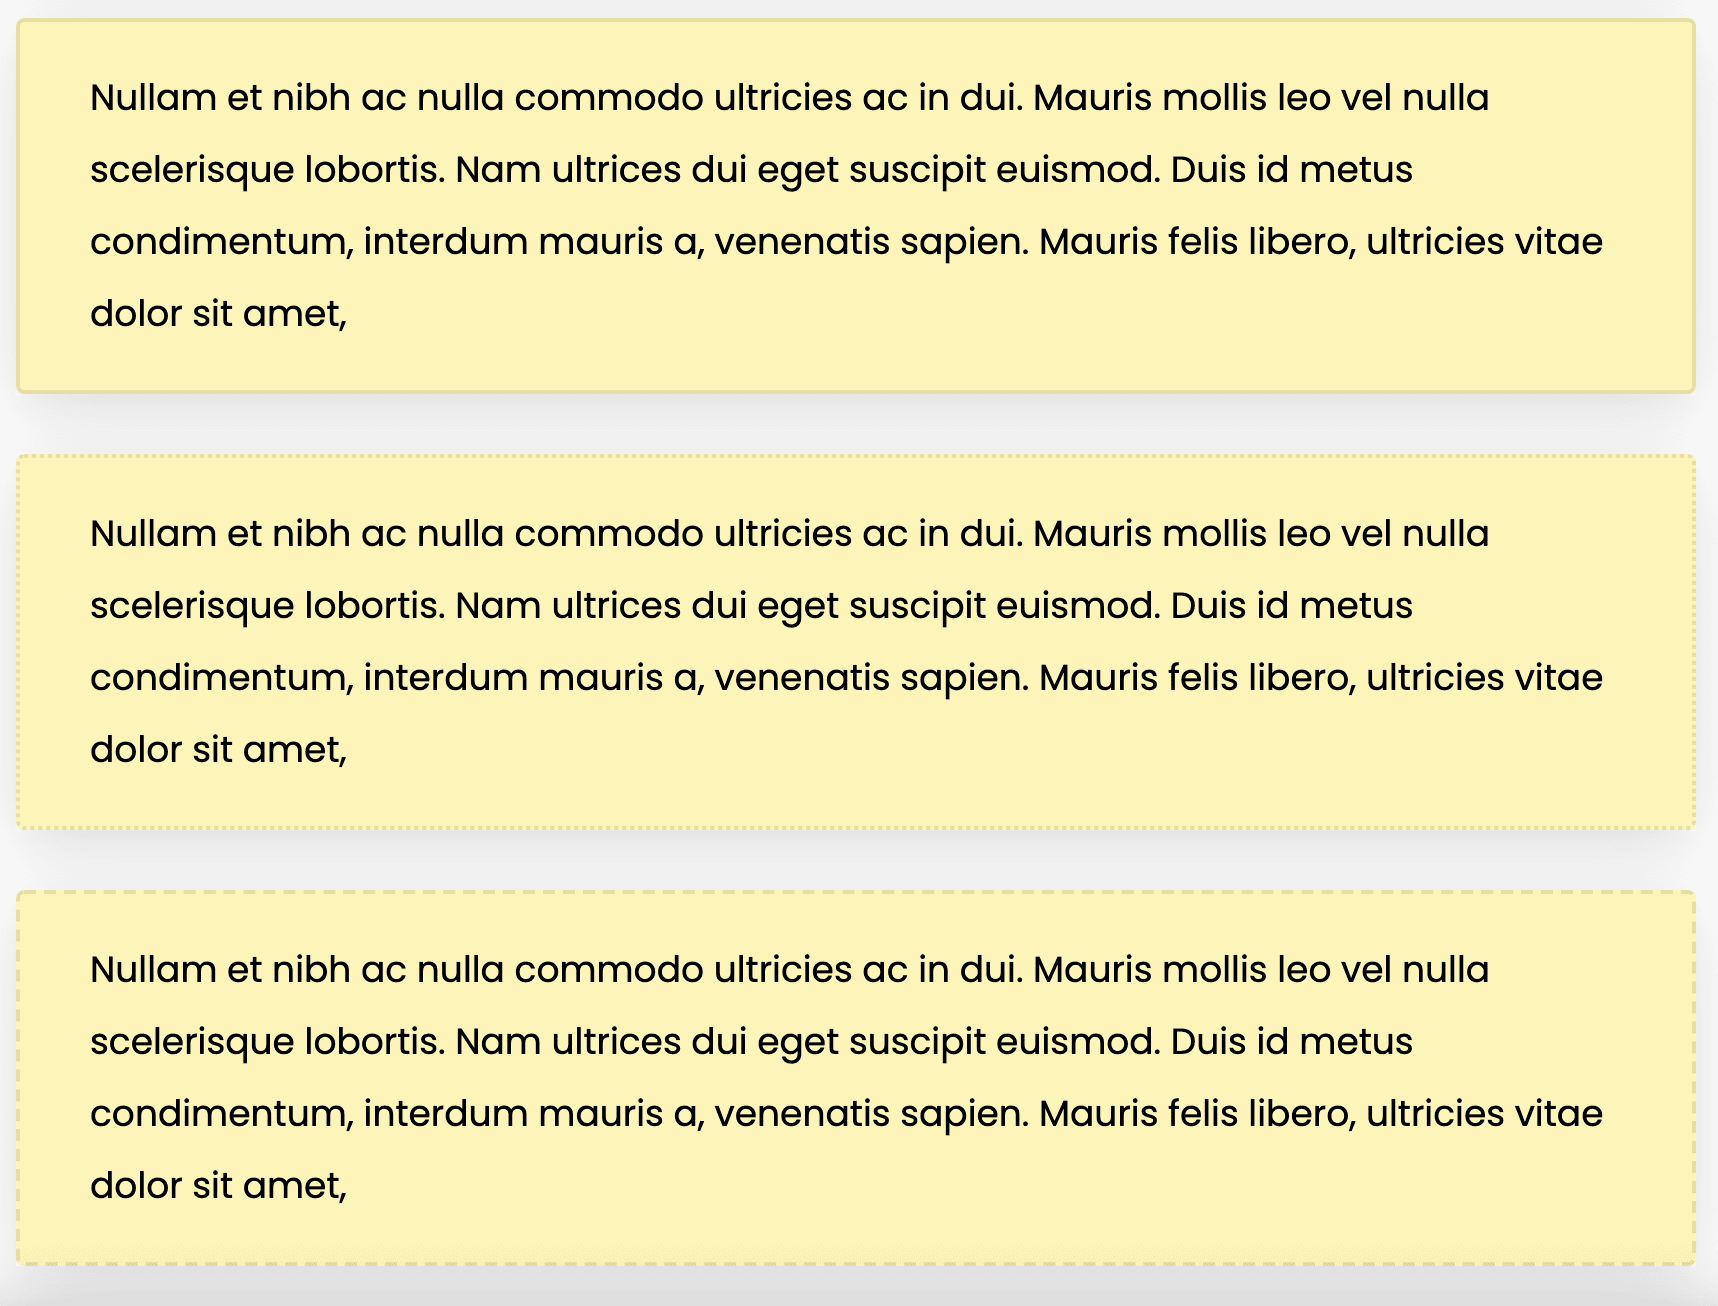 Nullam et nibh ac nulla commodo ultricies ac in dui. Mauris mollis leo vel nulla
scelerisque lobortis. Nam ultrices dui eget suscipit euismod. Duis id metus
condimentum, interdum mauris a, venenatis sapien. Mauris felis libero, ultricies vitae
dolor sit amet,
Nullam et nibh ac nulla commodo ultricies ac in dui. Mauris mollis leo vel nulla
scelerisque lobortis. Nam ultrices dui eget suscipit euismod. Duis id metus
condimentum, interdum mauris a, venenatis sapien. Mauris felis libero, ultricies vitae
dolor sit amet,
Nullam et nibh ac nulla commodo ultricies ac in dui. Mauris mollis leo vel nulla
scelerisque lobortis. Nam ultrices dui eget suscipit euismod. Duis id metus
condimentum, interdum mauris a, venenatis sapien. Mauris felis libero, ultricies vitae
dolor sit amet,